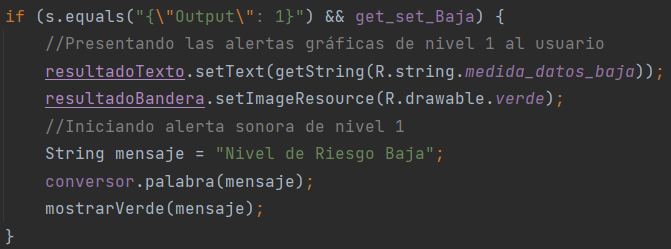 if (s.equals("{\"Output\": 1}") && get_set_Baja) {
    //Presentando las alertas gráficas de nivel 1 al usuario
    resultadoTexto.setText(getString(R.string.medida_datos_baja));
    resultadoBandera.setImageResource(R.drawable.verde);
    //Iniciando alerta sonora de nivel 1
    String mensaje = "Nivel de Riesgo Baja";
    conversor.palabra(mensaje);
    mostrarVerde(mensaje);
}